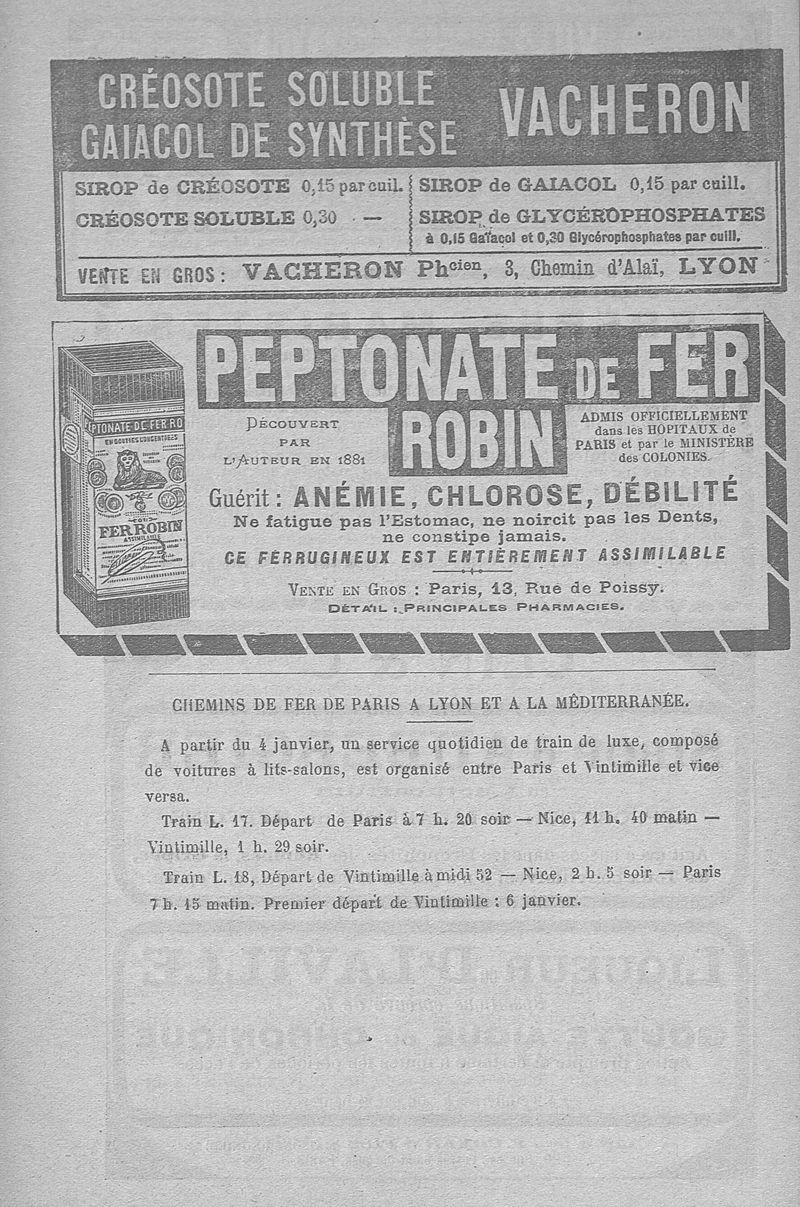 CRÉOSOTE SOLUBLE
GAIACOL DE SYNTHÈSE
VACHERON
SIROP de CRÉOSOTE 0,15 par cuil.
CRÉOSOTE SOLUBLE 0,30 —
SIROP de GAIACOL 0,15 par cuill.
SIROP de GLYCÉROPHOSPHATES
à 0,15 Gaïacol et 0,30 Glycérophosphates par cuill.
VENTE EN GROS : VACHERON Phcien, 3, Chemin d'Alaï, LYON
PEPTONATE DE FER
ROBIN
DÉCOUVERT
PAR
L'AUTEUR EN 1881
ADMIS OFFICIELLEMENT
dans les HÔPITAUX de
PARIS et par le MINISTÈRE
des COLONIES.
PTONATE DE FER RO
EN GOUTTES CONCENTRÉES
FER ROBIN
ASSIMILABLE
Guérit : ANÉMIE, CHLOROSE, DÉBILITÉ
Ne fatigue pas l'Estomac, ne noircit pas les Dents,
ne constipe jamais.
CE FERRUGINEUX EST ENTIÈREMENT ASSIMILABLE
VENTE EN GROS : Paris, 13, Rue de Poissy.
DÉTAIL : PRINCIPALES PHARMACIES.
CHEMINS DE FER DE PARIS A LYON ET A LA MÉDITERRANÉE.
A partir du 4 janvier, un service quotidien de train de luxe, composé
de voitures à lits-salons, est organisé entre Paris et Vintimille et vice
versa.
Train L. 17. Départ de Paris à 7 h. 20 soir — Nice, 11 h. 40 matin —
Vintimille, 1 h. 29 soir.
Train L. 18, Départ de Vintimille à midi 52 — Nice, 2 h. 5 soir — Paris
7 h. 15 matin. Premier départ de Vintimille : 6 janvier.